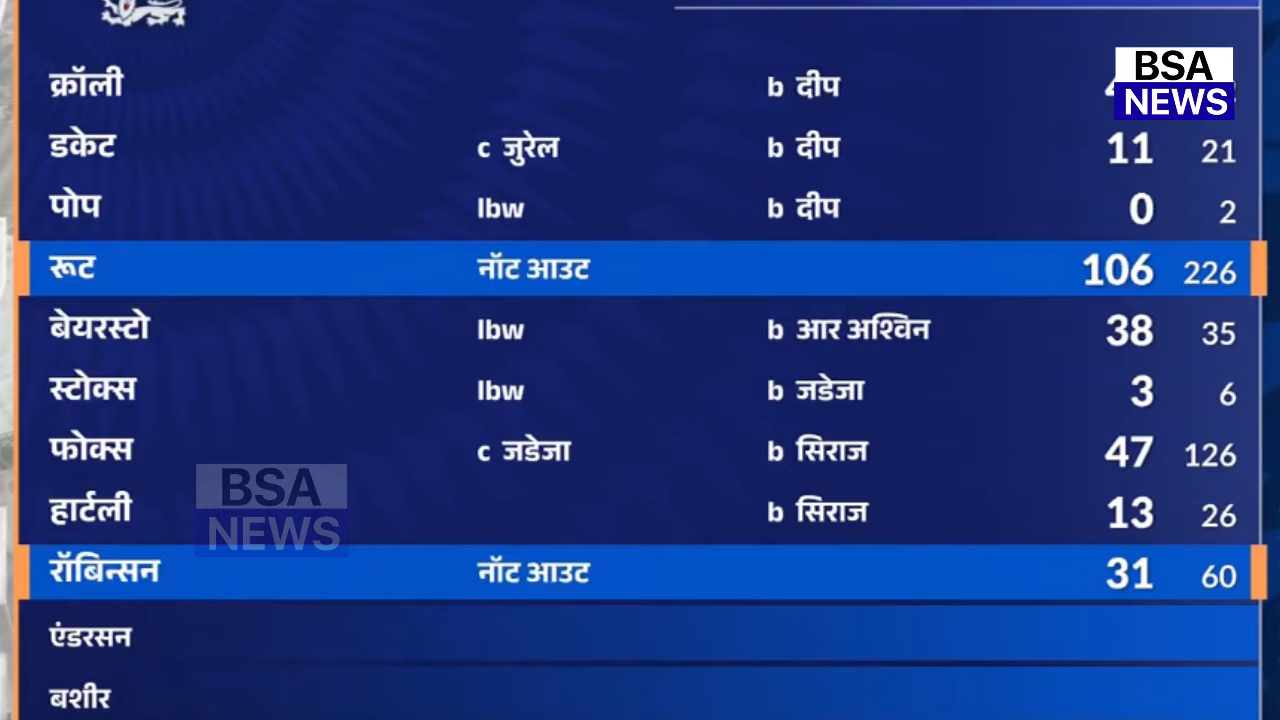 क्रॉली b दीप
BSA
NEWS
डकेट c जुरेल b दीप 11 21
पोप lbw b दीप 0 2
रूट नॉट आउट 106 226
बेयरस्टो lbw b आर अश्विन 38 35
स्टोक्स lbw b जडेजा 3 6
फोक्स c जडेजा b सिराज 47 126
BSA
NEWS
हार्टली b सिराज 13 26
रॉबिन्सन नॉट आउट 31 60
एंडरसन
बशीर